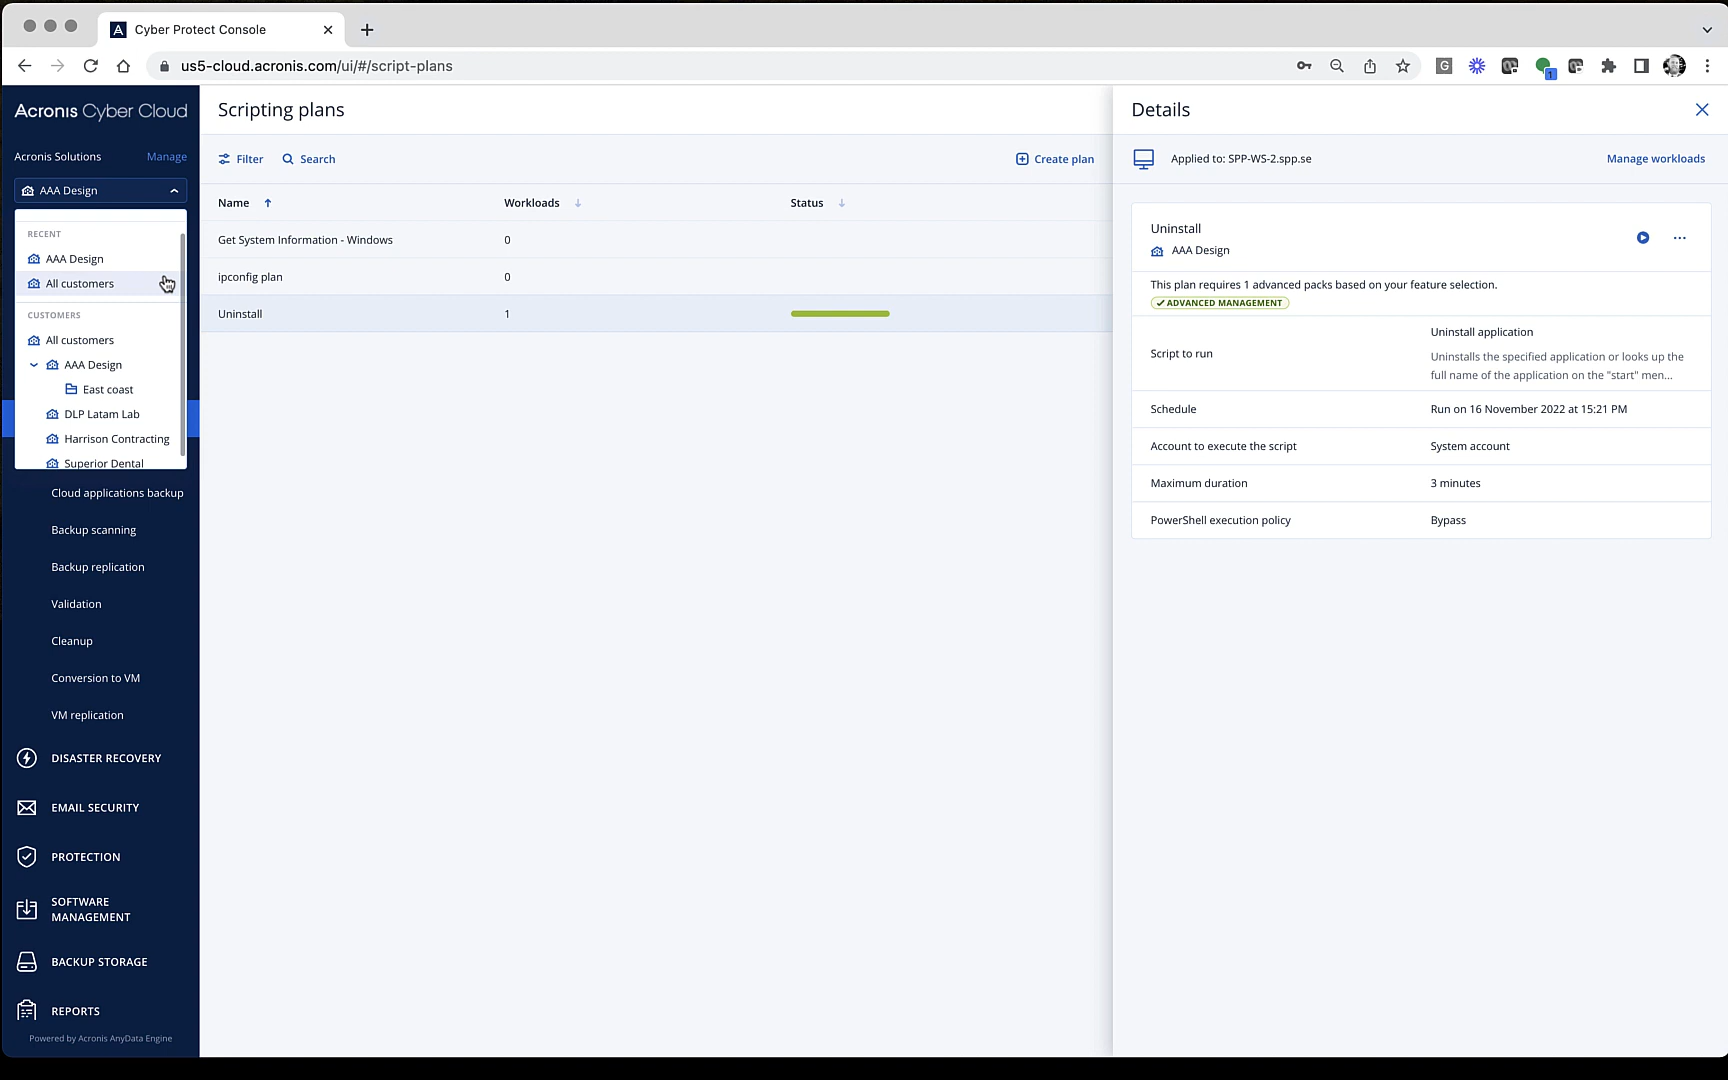 Cyber Protect Console
us5-cloud.acronis.com/ui/#/script-plans
G
1
Acronis Cyber Cloud
Acronis Solutions
Manage
AAA Design
RECENT
AAA Design
All customers
CUSTOMERS
All customers
AAA Design
East coast
DLP Latam Lab
Harrison Contracting
Superior Dental
Cloud applications backup
Backup scanning
Backup replication
Validation
Cleanup
Conversion to VM
VM replication
DISASTER RECOVERY
EMAIL SECURITY
PROTECTION
SOFTWARE
MANAGEMENT
BACKUP STORAGE
REPORTS
Powered by Acronis AnyData Engine
Scripting plans
Filter
Search
Create plan
Name
Workloads
Status
Get System Information - Windows
0
ipconfig plan
0
Uninstall
1
Details
Applied to: SPP-WS-2.spp.se
Manage workloads
Uninstall
AAA Design
This plan requires 1 advanced packs based on your feature selection.
ADVANCED MANAGEMENT
Script to run
Uninstall application
Uninstalls the specified application or looks up the
full name of the application on the "start" men...
Schedule
Run on 16 November 2022 at 15:21 PM
Account to execute the script
System account
Maximum duration
3 minutes
PowerShell execution policy
Bypass